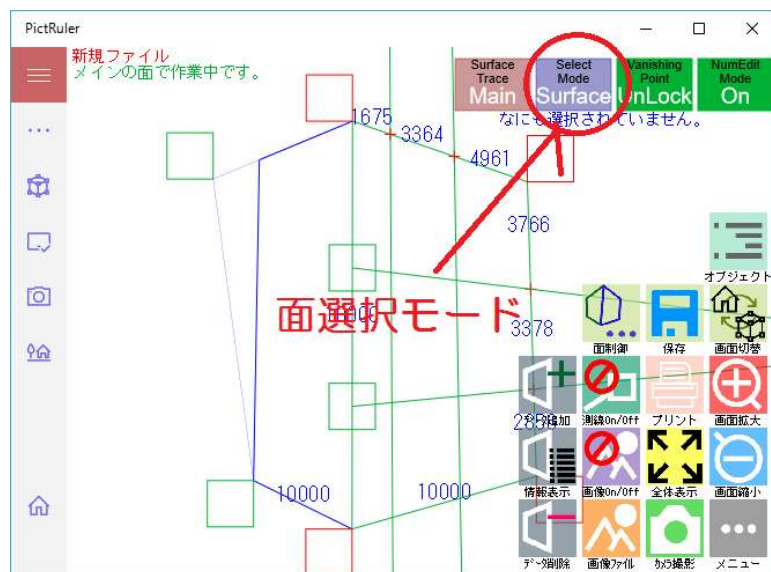 PictRuler
新規ファイル
メインの面で作業中です。
Surface Trace Main
Select Mode Surface
Vanishing Point UnLock
NumEdit Mode On
なにも選択されていません。
1675
3364
4961
3766
オブジェクト
面選択モード
3378
面制御
保存
画面切替
測線On/Off
プリント
画面拡大
10000
10000
情報表示
画像On/Off
全体表示
画面縮小
データ削除
画像ファイル
カメラ撮影
メニュー